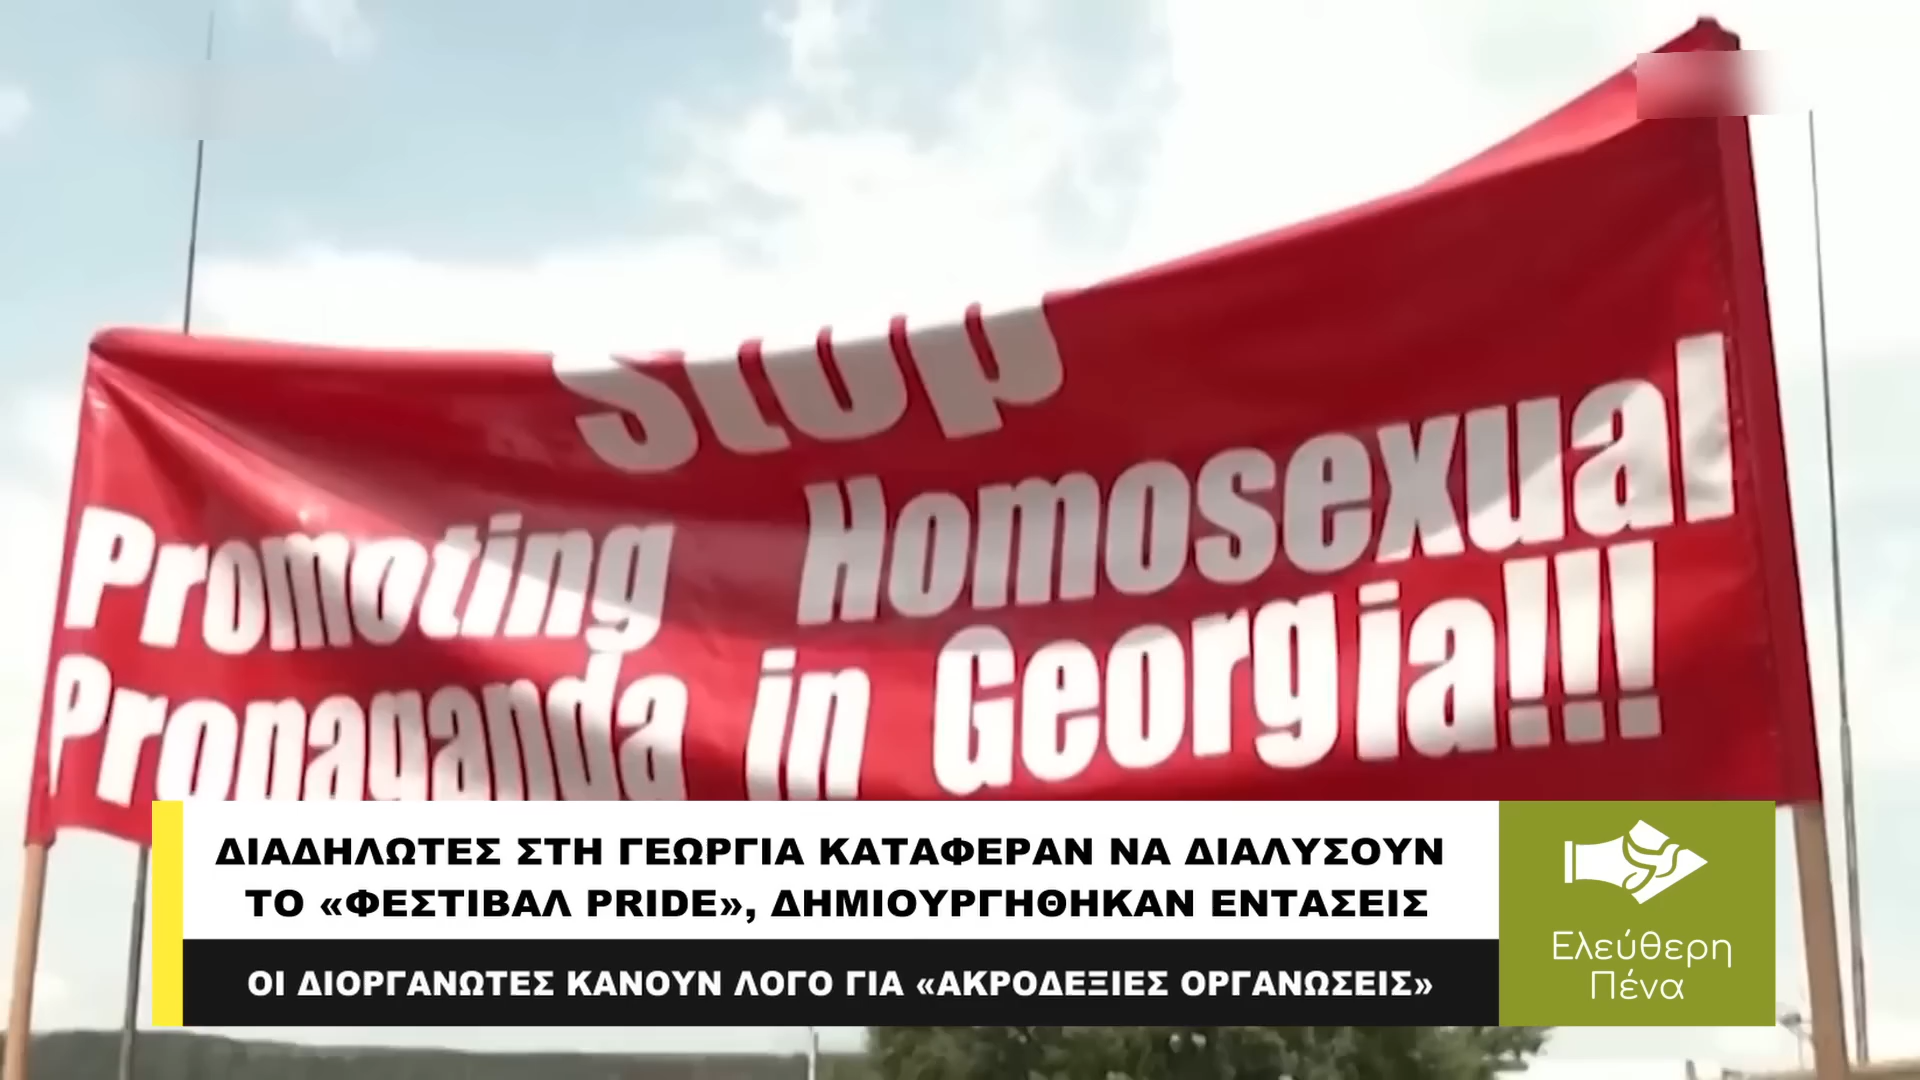 Stop
Promoting Homosexual
Propaganda in Georgia!!!
ΔΙΑΔΗΛΩΤΕΣ ΣΤΗ ΓΕΩΡΓΙΑ ΚΑΤΑΦΕΡΑΝ ΝΑ ΔΙΑΛΥΣΟΥΝ
ΤΟ «ΦΕΣΤΙΒΑΛ PRIDE», ΔΗΜΙΟΥΡΓΗΘΗΚΑΝ ΕΝΤΑΣΕΙΣ
ΟΙ ΔΙΟΡΓΑΝΩΤΕΣ ΚΑΝΟΥΝ ΛΟΓΟ ΓΙΑ «ΑΚΡΟΔΕΞΙΕΣ ΟΡΓΑΝΩΣΕΙΣ»
Ελεύθερη
Πένα